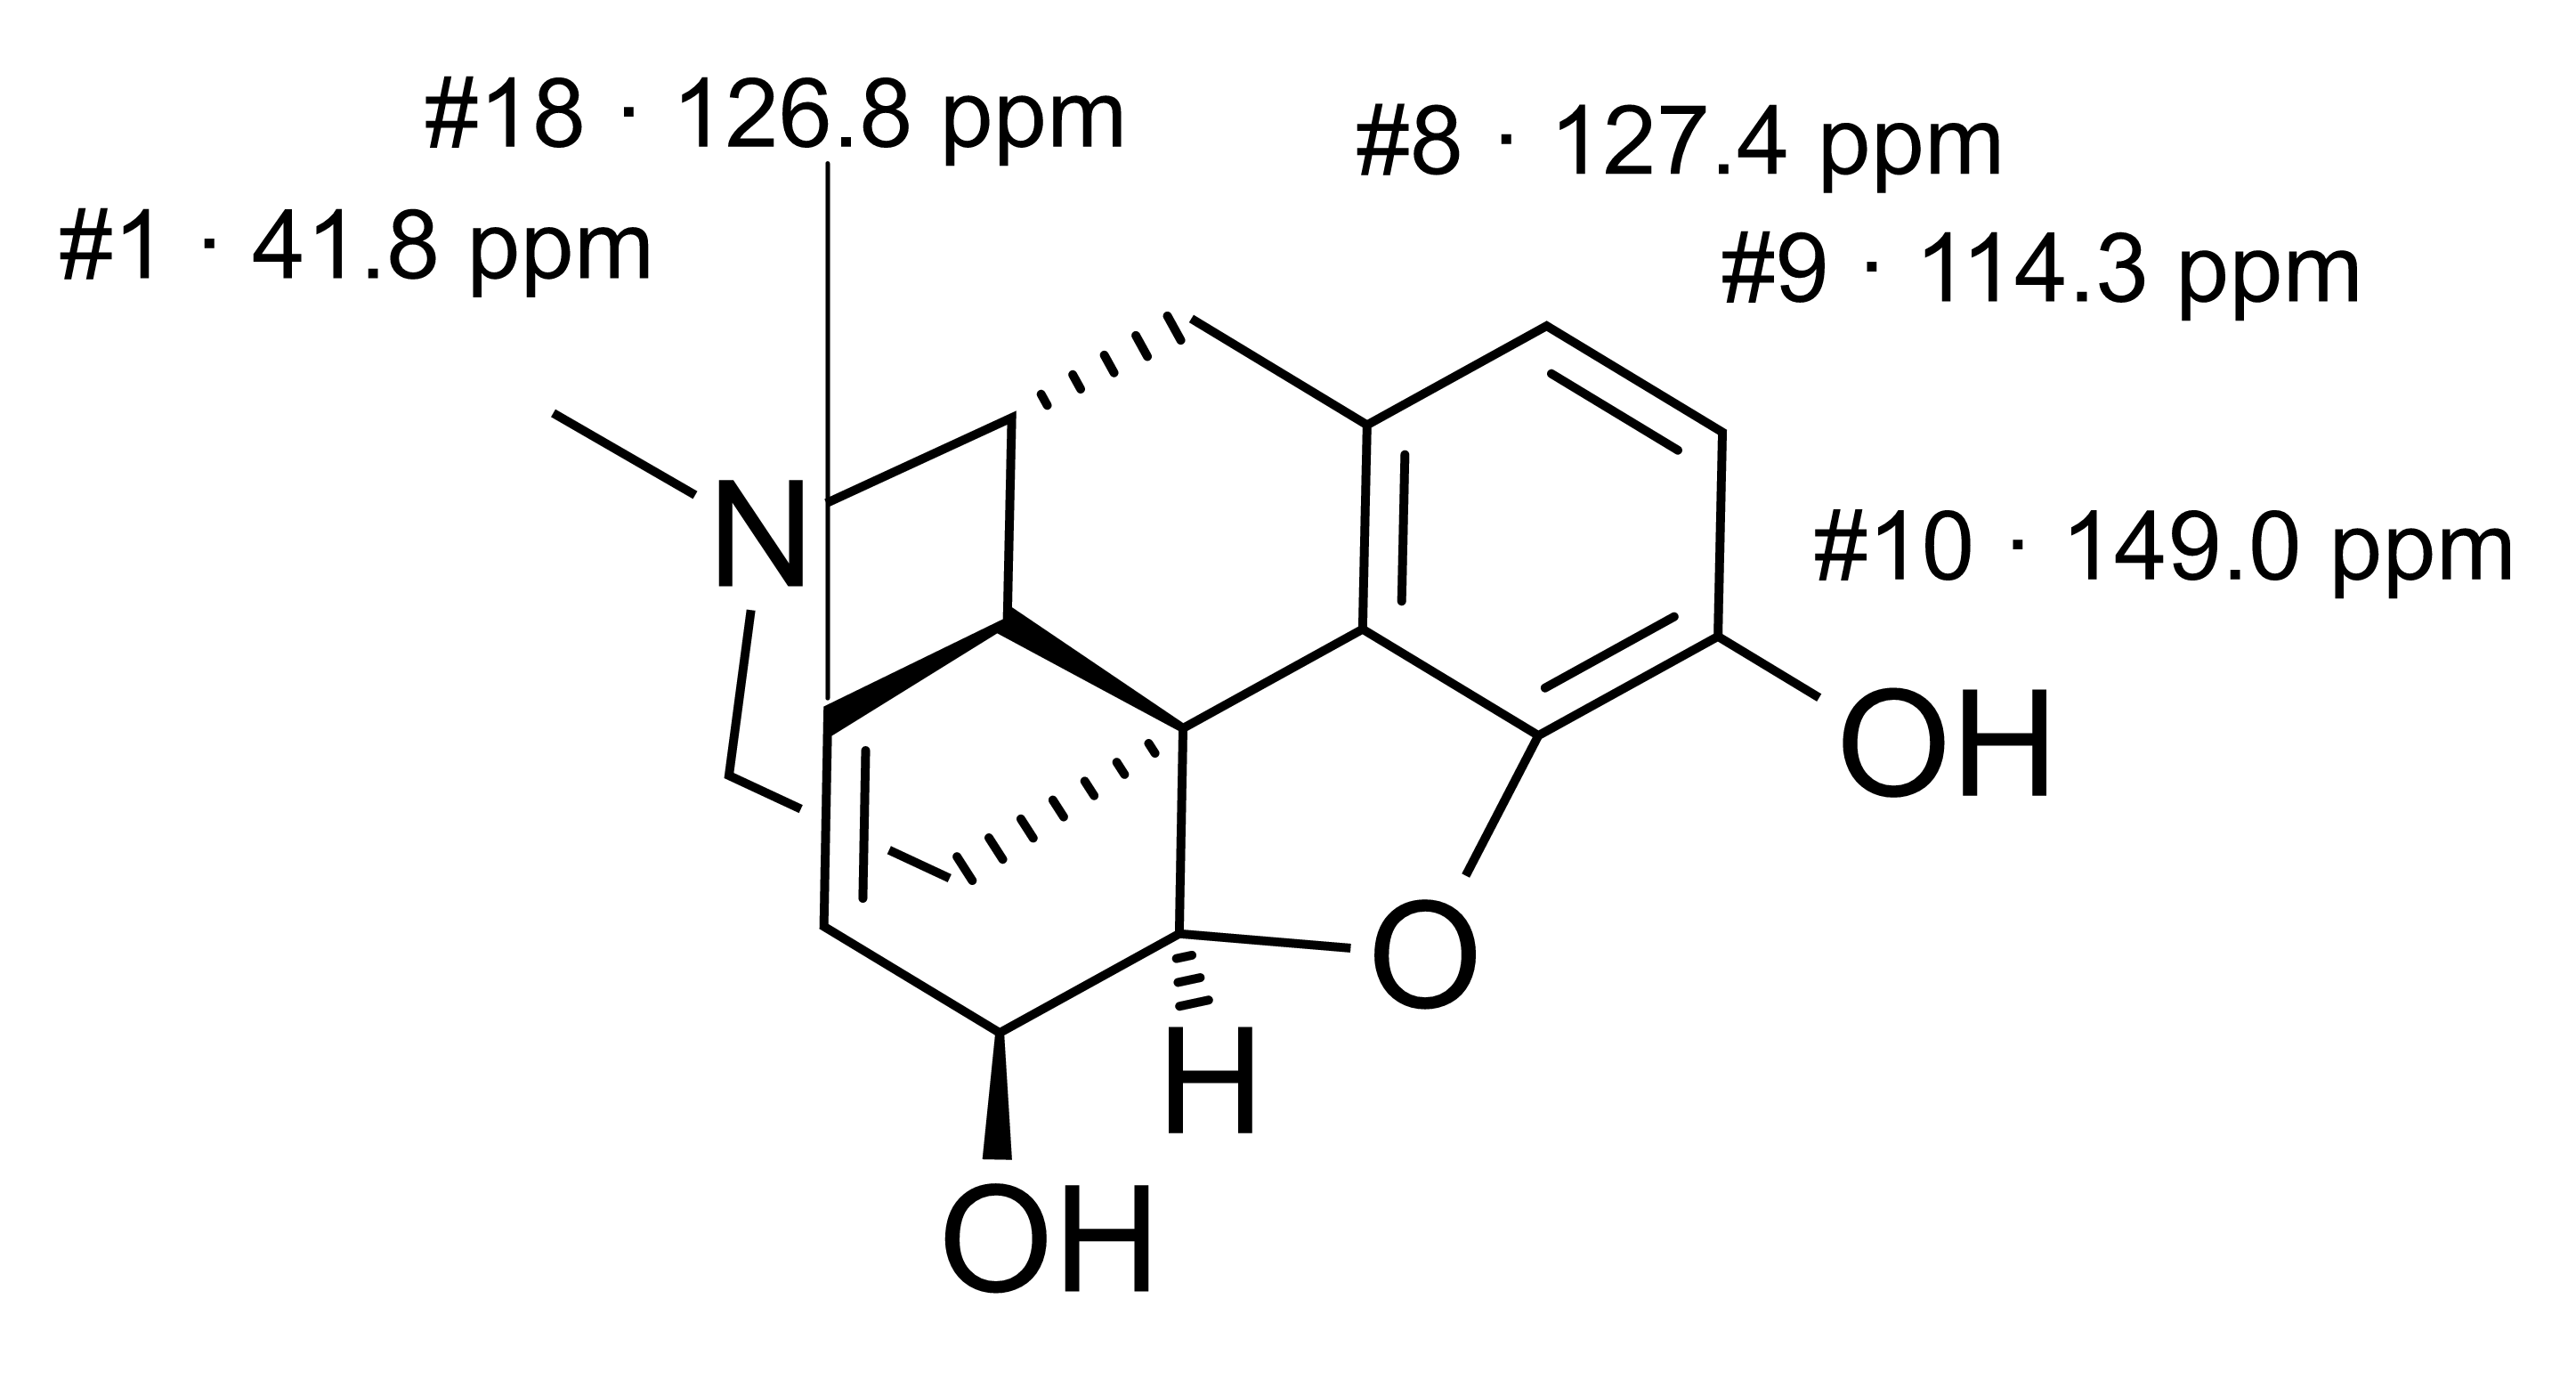 #18 · 126.8 ppm
#8 · 127.4 ppm
#1 · 41.8 ppm
#9 · 114.3 ppm
N
#10 · 149.0 ppm
OH
O
H
OH